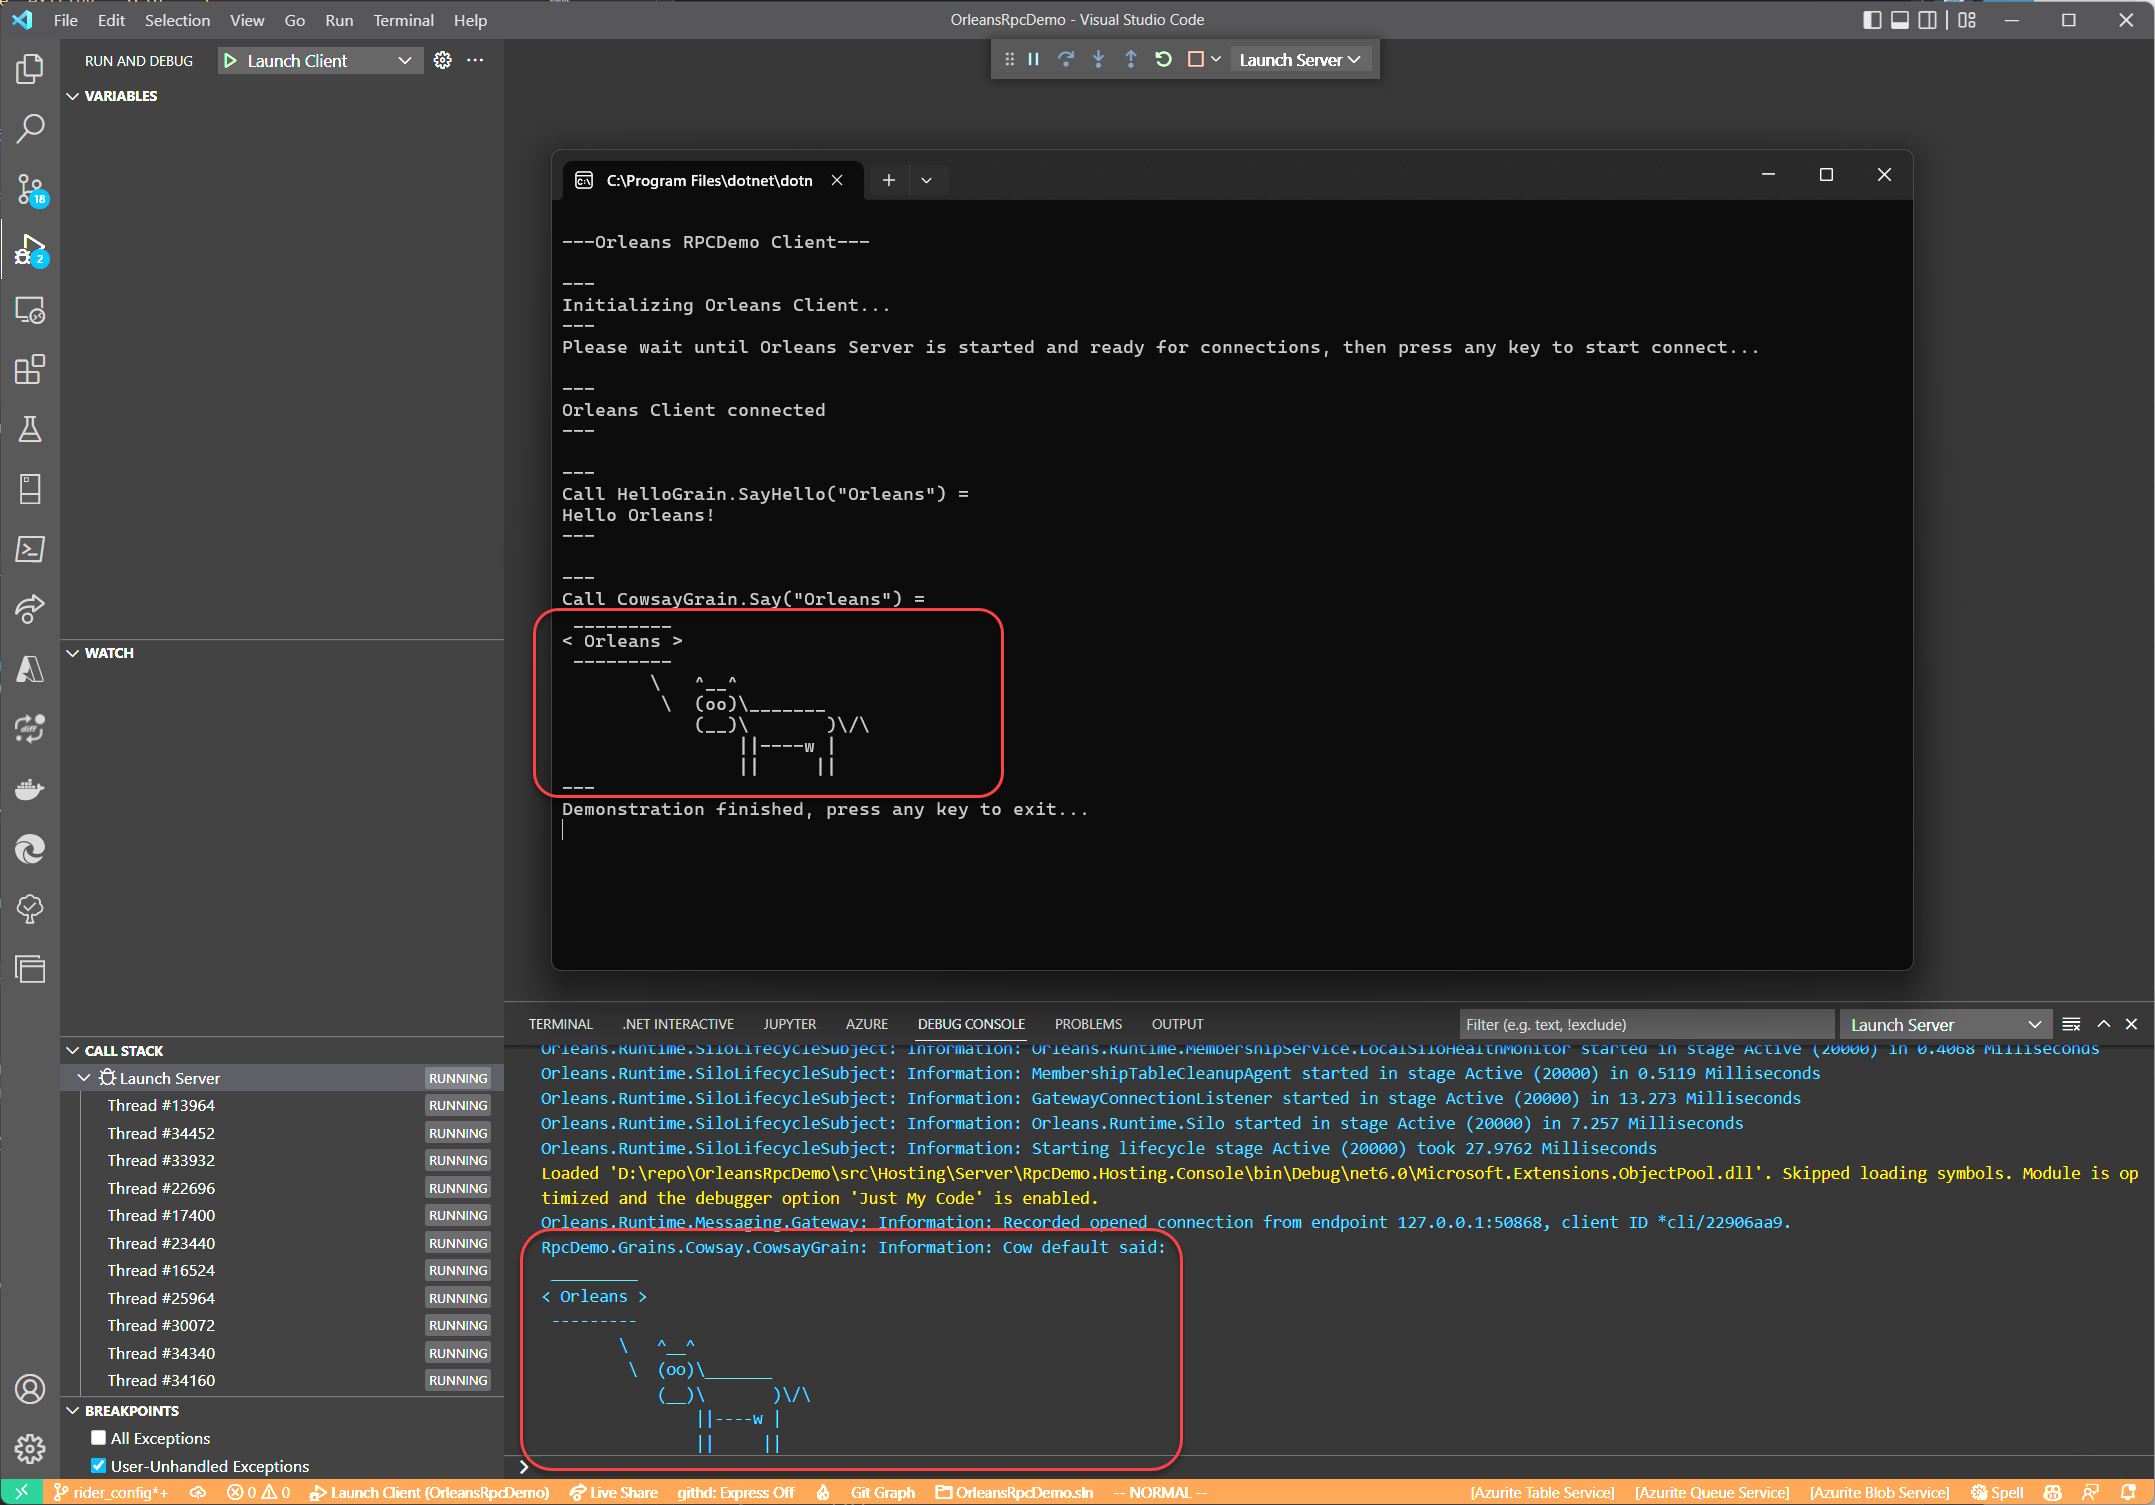 File Edit Selection View Go Run Terminal Help
OrleansRpcDemo - Visual Studio Code
RUN AND DEBUG
Launch Client
Launch Server
VARIABLES
18
2
diff
C:\Program Files\dotnet\dotn
---Orleans RPCDemo Client---
---
Initializing Orleans Client...
---
Please wait until Orleans Server is started and ready for connections, then press any key to start connect...
---
Orleans Client connected
---
---
Call HelloGrain.SayHello("Orleans") =
Hello Orleans!
---
---
Call CowsayGrain.Say("Orleans") =
 _________
< Orleans >
 ---------
        \   ^__^
         \  (oo)\_______
            (__)\       )\/\
                ||----w |
                ||     ||
---
Demonstration finished, press any key to exit...
WATCH
CALL STACK
Launch Server RUNNING
Thread #13964 RUNNING
Thread #34452 RUNNING
Thread #33932 RUNNING
Thread #22696 RUNNING
Thread #17400 RUNNING
Thread #23440 RUNNING
Thread #16524 RUNNING
Thread #25964 RUNNING
Thread #30072 RUNNING
Thread #34340 RUNNING
Thread #34160 RUNNING
BREAKPOINTS
All Exceptions
User-Unhandled Exceptions
TERMINAL .NET INTERACTIVE JUPYTER AZURE DEBUG CONSOLE PROBLEMS OUTPUT
Filter (e.g. text, !exclude)
Launch Server
Orleans.Runtime.SiloLifecycleSubject: Information: Orleans.Runtime.MembershipService.LocalSiloHealthMonitor started in stage Active (20000) in 0.4068 Milliseconds
Orleans.Runtime.SiloLifecycleSubject: Information: MembershipTableCleanupAgent started in stage Active (20000) in 0.5119 Milliseconds
Orleans.Runtime.SiloLifecycleSubject: Information: GatewayConnectionListener started in stage Active (20000) in 13.273 Milliseconds
Orleans.Runtime.SiloLifecycleSubject: Information: Orleans.Runtime.Silo started in stage Active (20000) in 7.257 Milliseconds
Orleans.Runtime.SiloLifecycleSubject: Information: Starting lifecycle stage Active (20000) took 27.9762 Milliseconds
Loaded 'D:\repo\OrleansRpcDemo\src\Hosting\Server\RpcDemo.Hosting.Console\bin\Debug\net6.0\Microsoft.Extensions.ObjectPool.dll'. Skipped loading symbols. Module is op
timized and the debugger option 'Just My Code' is enabled.
Orleans.Runtime.Messaging.Gateway: Information: Recorded opened connection from endpoint 127.0.0.1:50868, client ID *cli/22906aa9.
RpcDemo.Grains.Cowsay.CowsayGrain: Information: Cow default said:
 _________
< Orleans >
 ---------
        \   ^__^
         \  (oo)\_______
            (__)\       )\/\
                ||----w |
                ||     ||
rider_config*+ 0 0 Launch Client (OrleansRpcDemo) Live Share githd: Express Off Git Graph OrleansRpcDemo.sln -- NORMAL -- [Azurite Table Service] [Azurite Queue Service] [Azurite Blob Service] Spell